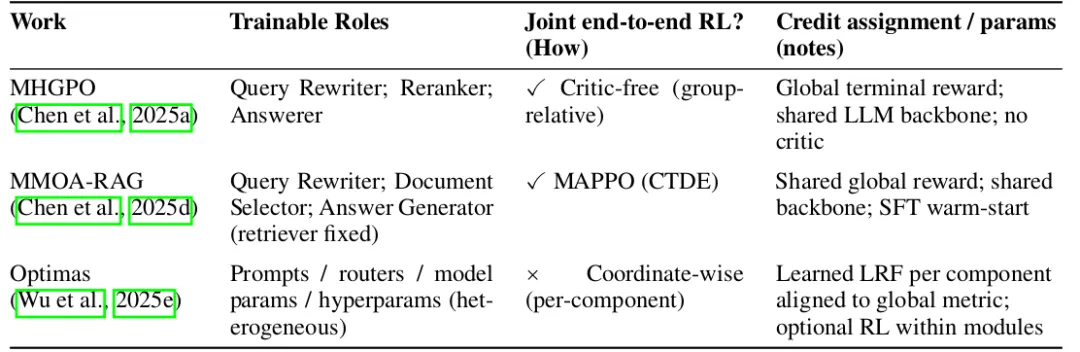 Work Trainable Roles Joint end-to-end RL? Credit assignment / params
(How) (notes)
MHGPO Query Rewriter; Reranker; ✓ Critic-free (group- Global terminal reward;
(Chen et al., 2025a) Answerer relative) shared LLM backbone; no
critic
MMOA-RAG Query Rewriter; Document ✓ MAPPO (CTDE) Shared global reward; shared
(Chen et al., 2025d) Selector; Answer Generator backbone; SFT warm-start
(retriever fixed)
Optimas Prompts / routers / model × Coordinate-wise Learned LRF per component
(Wu et al., 2025e) params / hyperparams (het- (per-component) aligned to global metric;
erogeneous) optional RL within modules